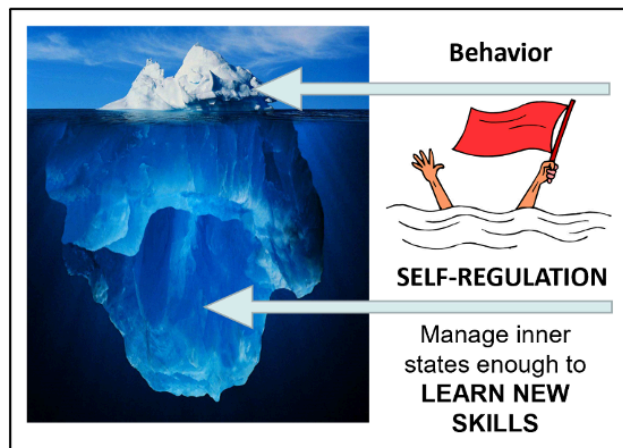 Behavior
SELF-REGULATION
Manage inner
states enough to
LEARN NEW
SKILLS